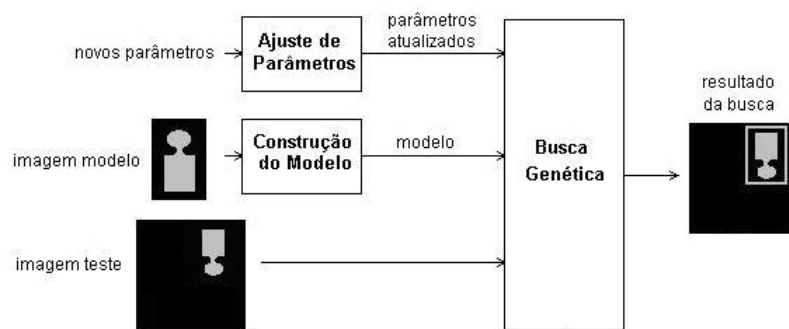 novos parâmetros
Ajuste de
Parâmetros
parâmetros
atualizados
imagem modelo
Construção
do Modelo
modelo
imagem teste
Busca
Genética
resultado
da busca